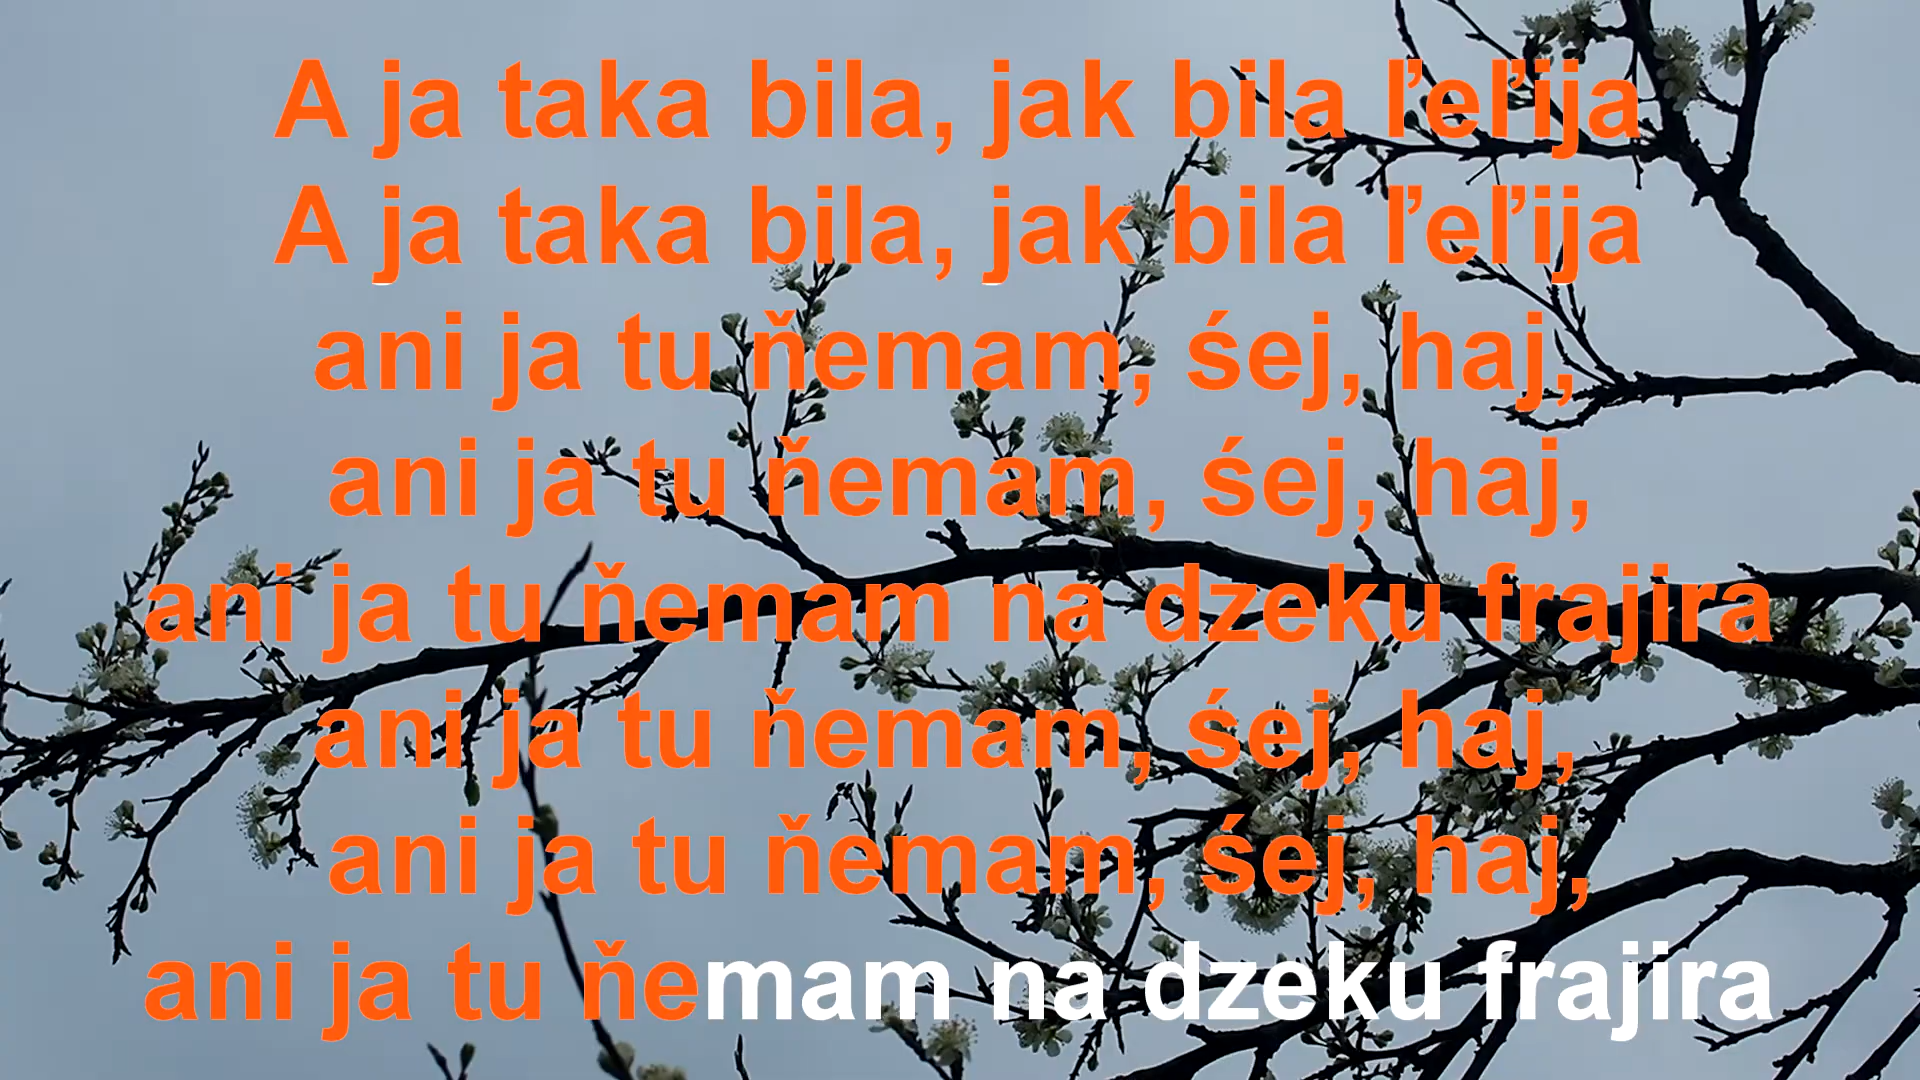 A ja taka bila, jak bila ľeľija
A ja taka bila, jak bila ľeľija
ani ja tu ňemam, śej, haj,
ani ja tu ňemam, śej, haj,
ani ja tu ňemam na dzeku frajira
ani ja tu ňemam, śej, haj,
ani ja tu ňemam, śej, haj,
ani ja tu ňemam na dzeku frajira